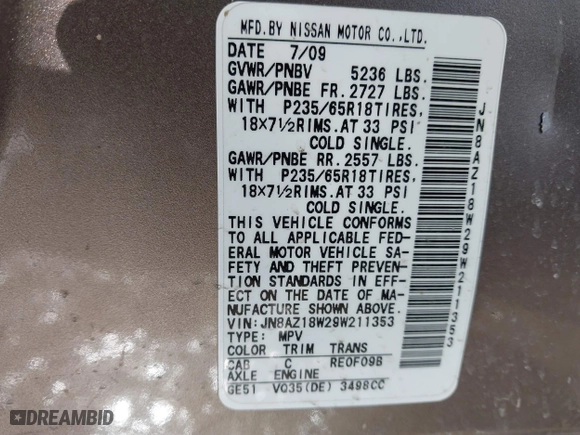 MFD.BY NISSAN MOTOR CO.,LTD.
DATE 7/09
GVWR/PNBV 5236 LBS.
GAWR/PNBE FR. 2727 LBS.
WITH P235/65R18TIRES,
18×7½RIMS.AT 33 PSI
COLD SINGLE.
GAWR/PNBE RR. 2557 LBS.
WITH P235/65R18TIRES,
18×7½RIMS.AT 33 PSI
COLD SINGLE.
THIS VEHICLE CONFORMS
TO ALL APPLICABLE FED-
ERAL MOTOR VEHICLE SA-
FETY AND THEFT PREVEN-
TION STANDARDS IN EFF-
ECT ON THE DATE OF MA-
NUFACTURE SHOWN ABOVE.
VIN:JN8AZ18W29W211353
TYPE: MPV
COLOR TRIM TRANS
CAB C RE0F09B
AXLE ENGINE
GE51 VQ35(DE) 3498CC
JN8AZ18W29W211353
DREAMBID